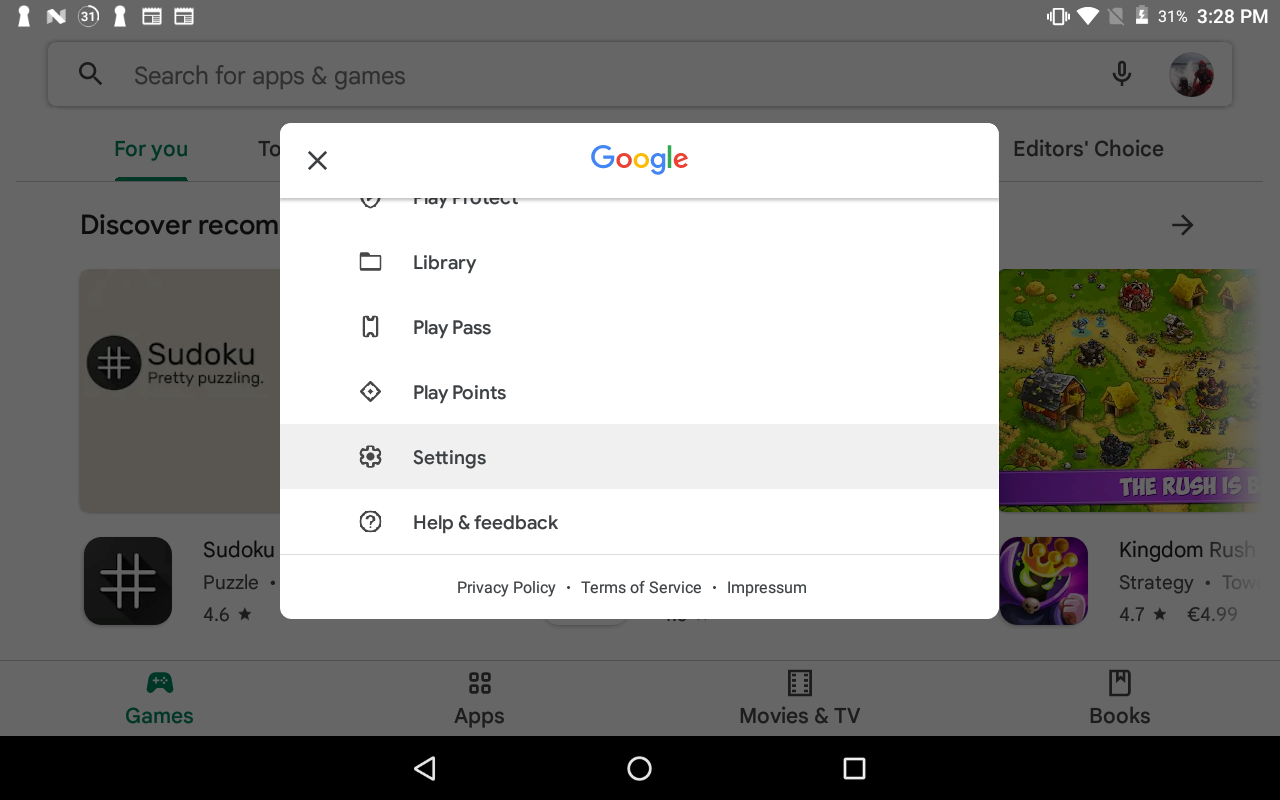 31 31% 3:28 PM
Search for apps & games
For you To Editors' Choice
Google
Play Protect
Discover recom
Library
Play Pass
Sudoku
Pretty puzzling.
Play Points
Settings
THE RUSH IS B
Help & feedback
Sudoku
Puzzle •
4.6 ★
Kingdom Rush
Strategy • Tow
4.7 ★ €4.99
Privacy Policy • Terms of Service • Impressum
Games Apps Movies & TV Books